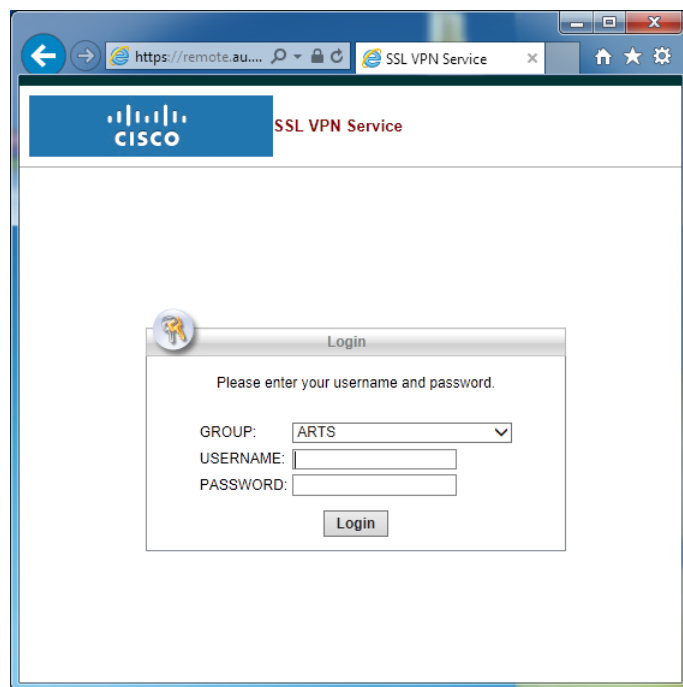 https://remote.au....
SSL VPN Service
CISCO
SSL VPN Service
Login
Please enter your username and password.
GROUP: ARTS
USERNAME:
PASSWORD:
Login